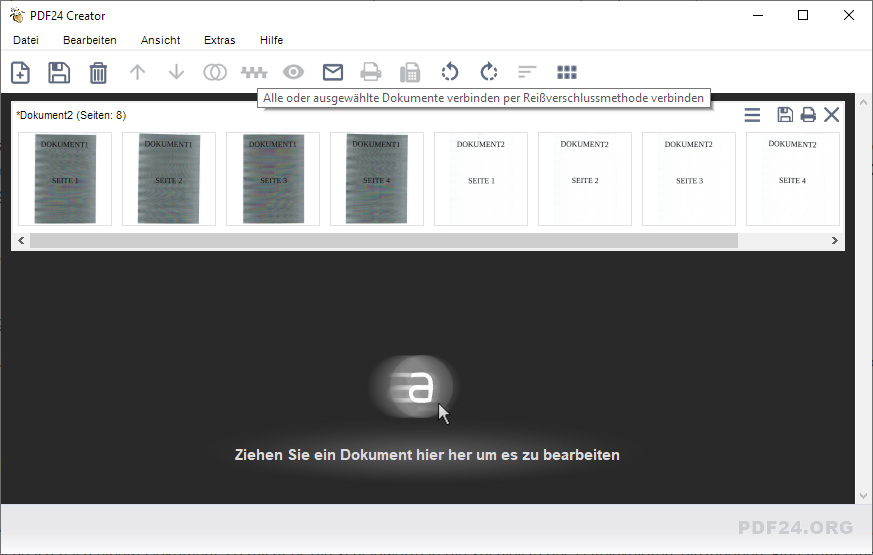 PDF24 Creator
Datei Bearbeiten Ansicht Extras Hilfe
Alle oder ausgewählte Dokumente verbinden per Reißverschlussmethode verbinden
*Dokument2 (Seiten: 8)
DOKUMENT1 DOKUMENT1 DOKUMENT1 DOKUMENT1 DOKUMENT2 DOKUMENT2 DOKUMENT2 DOKUMENT2
SEITE 1 SEITE 2 SEITE 3 SEITE 4 SEITE 1 SEITE 2 SEITE 3 SEITE 4
a
Ziehen Sie ein Dokument hier her um es zu bearbeiten
PDF24.ORG